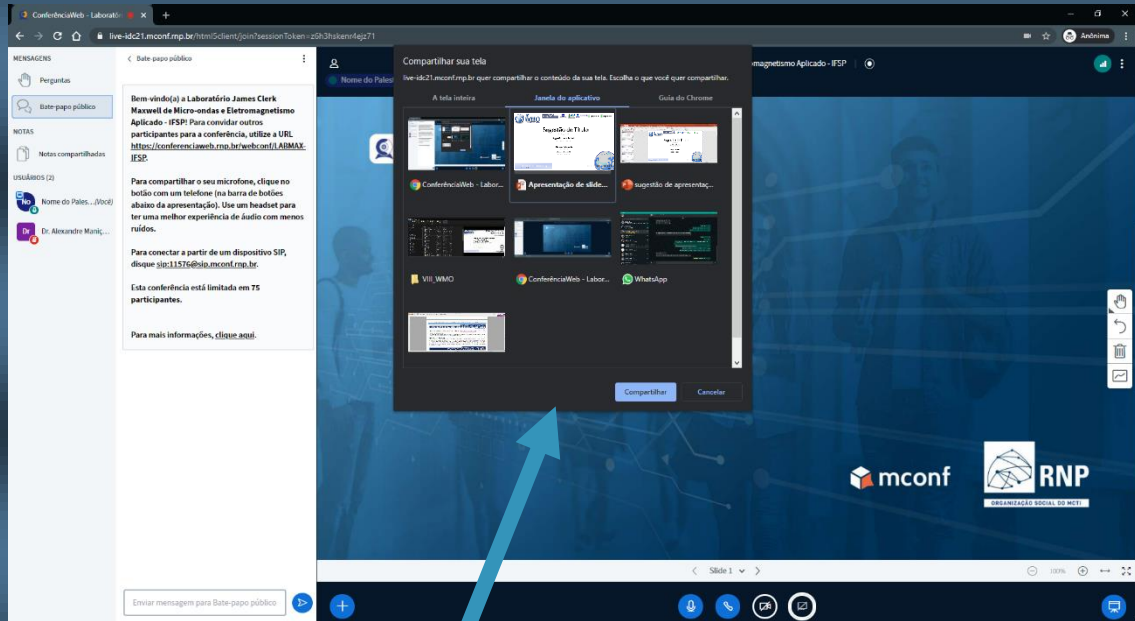 ConferênciaWeb - Laborató
live-idc21.mconf.rnp.br/html5client/join?sessionToken=z6h3hskenr4ejz71
Anônima
MENSAGENS
Perguntas
Bate-papo público
NOTAS
Notas compartilhadas
USUÁRIOS (2)
No
Nome do Pales... (Você)
Dr
Dr. Alexandre Maniç...
Bate-papo público
Bem-vindo(a) a Laboratório James Clerk
Maxwell de Micro-ondas e Eletromagnetismo
Aplicado - IFSP! Para convidar outros
participantes para a conferência, utilize a URL
https://conferenciaweb.rnp.br/webconf/LABMAX-
IFSP.
Para compartilhar o seu microfone, clique no
botão com um telefone (na barra de botões
abaixo da apresentação). Use um headset para
ter uma melhor experiência de áudio com menos
ruídos.
Para conectar a partir de um dispositivo SIP,
disque sip:11576@sip.mconf.rnp.br.
Esta conferência está limitada em 75
participantes.
Para mais informações, clique aqui.
Enviar mensagem para Bate-papo público
Nome do Pales
magnetismo Aplicado - IFSP
Compartilhar sua tela
live-idc21.mconf.rnp.br quer compartilhar o conteúdo da sua tela. Escolha o que você quer compartilhar.
A tela inteira
Janela do aplicativo
Guia do Chrome
Sugestão de Título
ConferênciaWeb - Labor...
Apresentação de slide...
sugestão de apresentaç...
VIII_WMO
ConferênciaWeb - Labor...
WhatsApp
Compartilhar
Cancelar
mconf
RNP
ORGANIZAÇÃO SOCIAL DO MCTI
Slide 1
100%